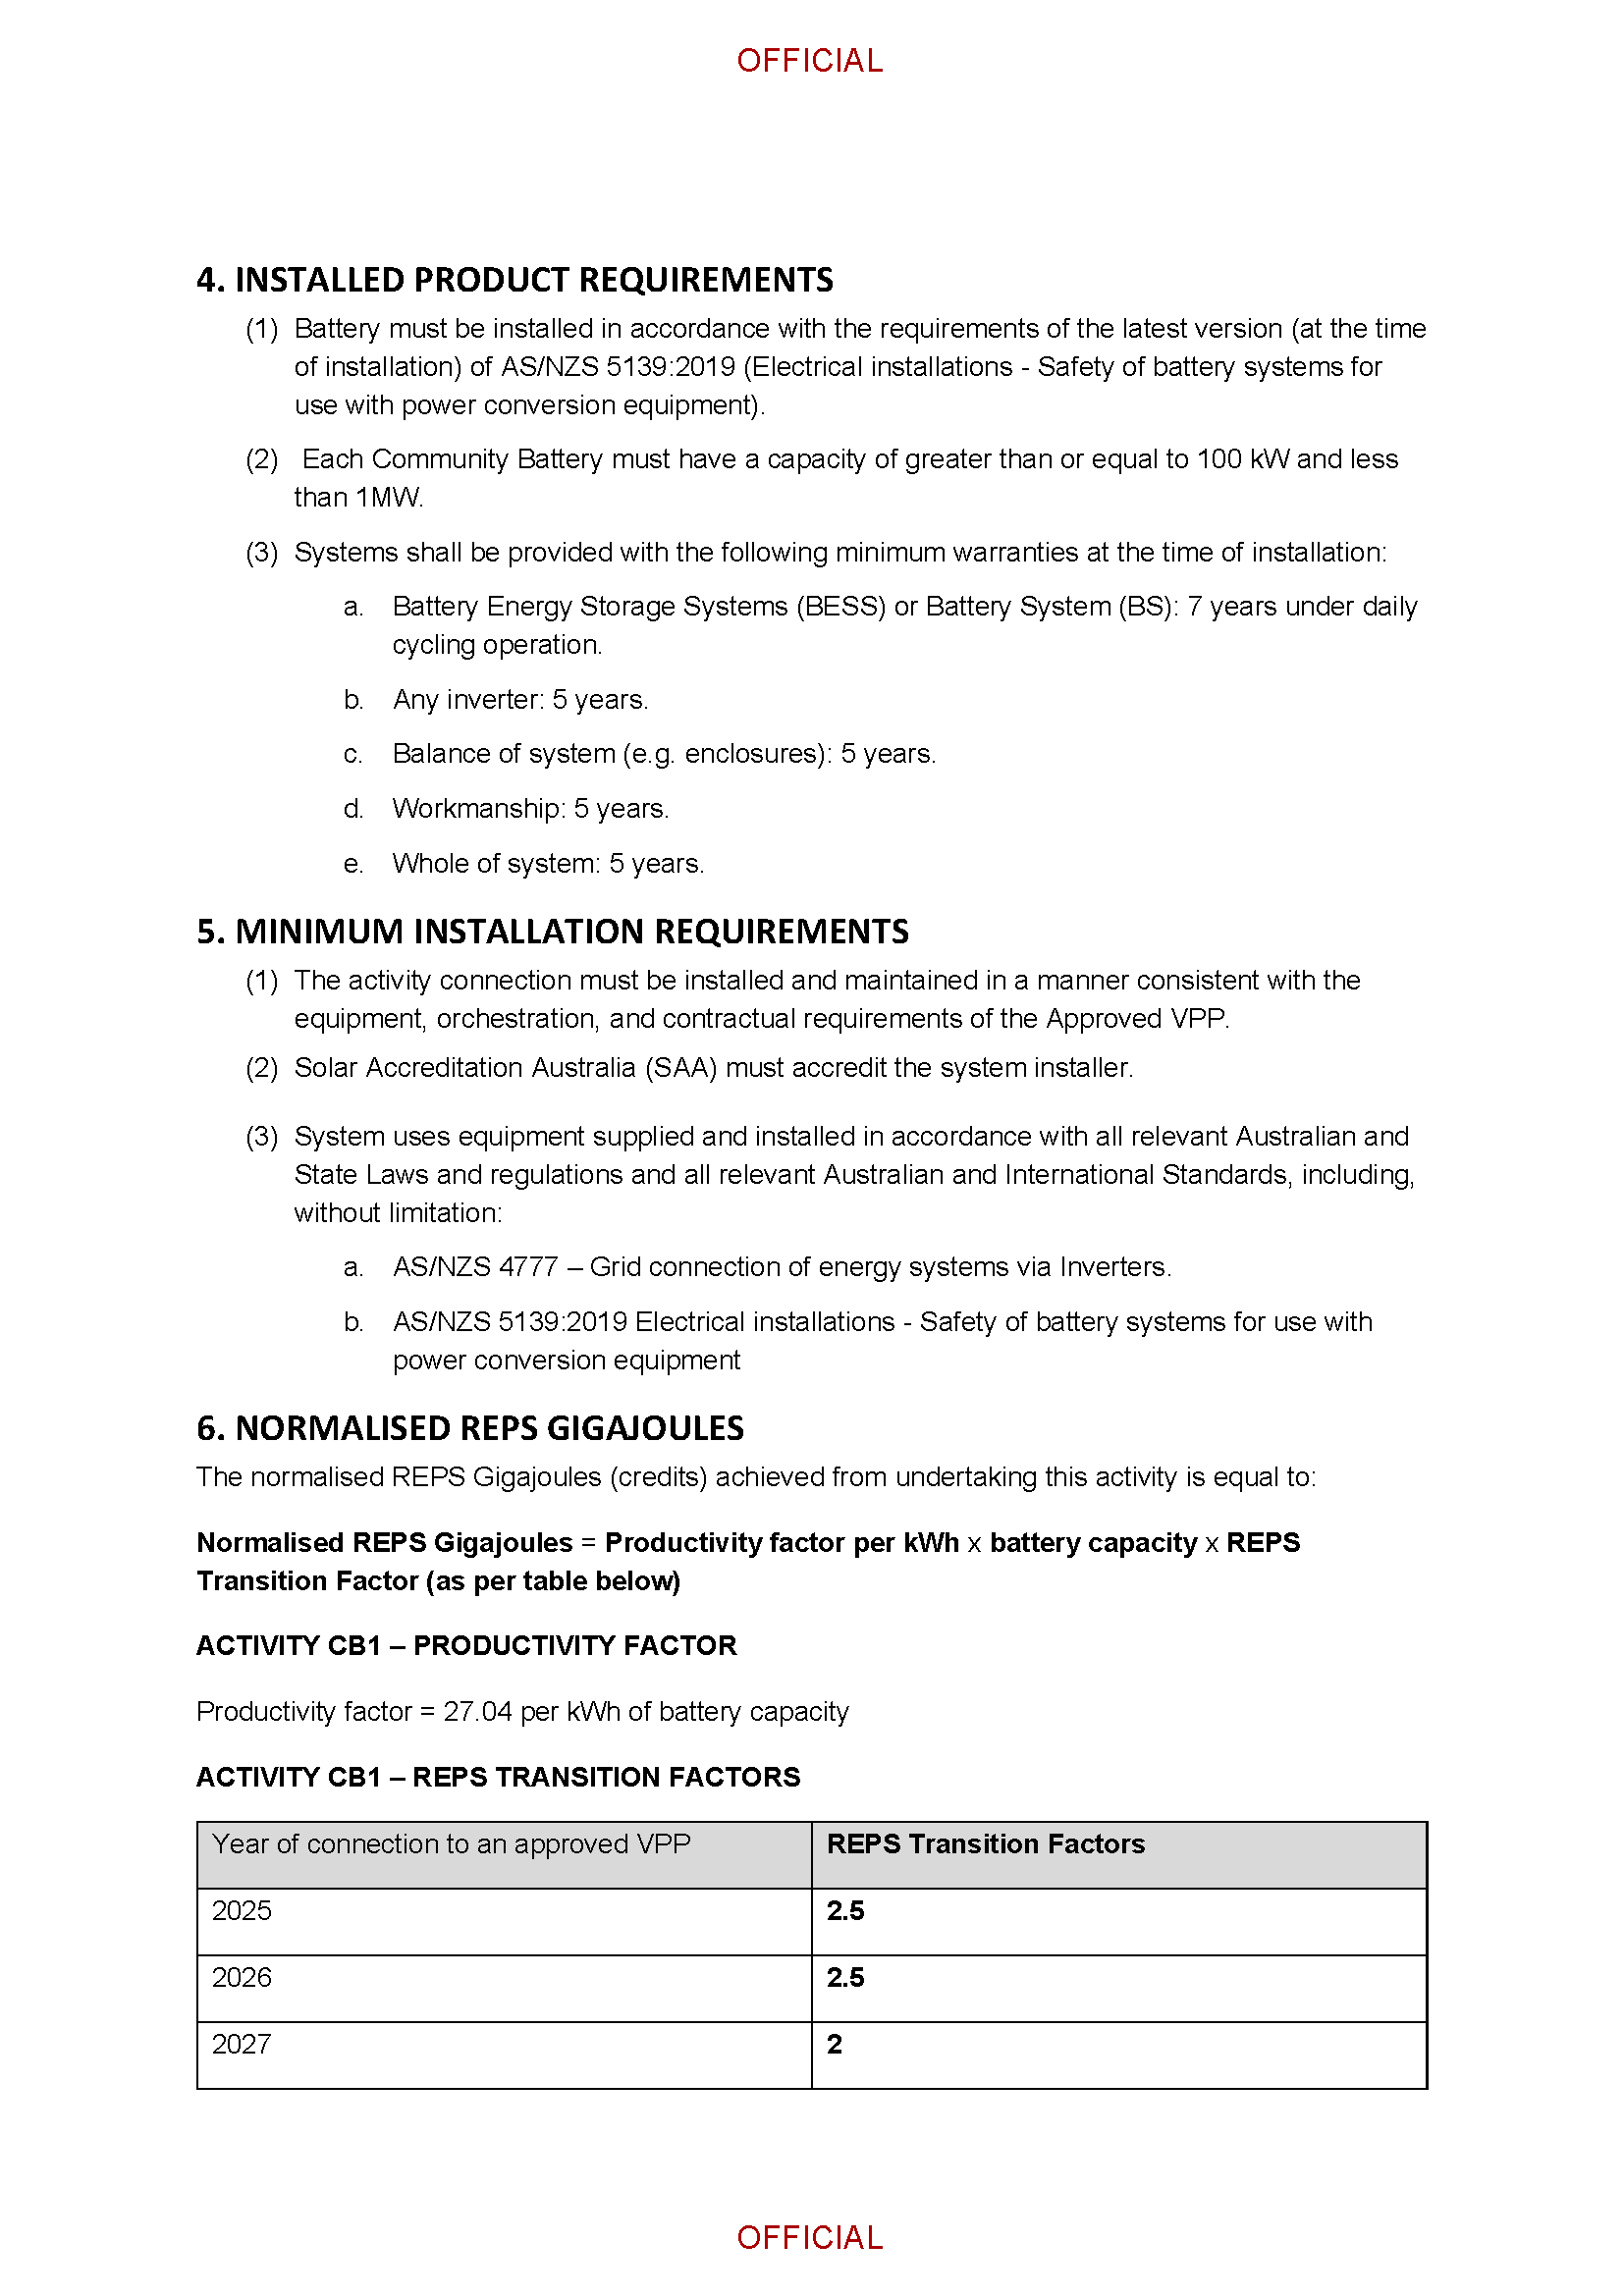 OFFICIAL
4. INSTALLED PRODUCT REQUIREMENTS
(1) Battery must be installed in accordance with the requirements of the latest version (at the time
of installation) of AS/NZS 5139:2019 (Electrical installations - Safety of battery systems for
use with power conversion equipment).
(2) Each Community Battery must have a capacity of greater than or equal to 100 kW and less
than 1MW.
(3) Systems shall be provided with the following minimum warranties at the time of installation:
a. Battery Energy Storage Systems (BESS) or Battery System (BS): 7 years under daily
cycling operation.
b. Any inverter: 5 years.
c. Balance of system (e.g. enclosures): 5 years.
d. Workmanship: 5 years.
e. Whole of system: 5 years.
5. MINIMUM INSTALLATION REQUIREMENTS
(1) The activity connection must be installed and maintained in a manner consistent with the
equipment, orchestration, and contractual requirements of the Approved VPP.
(2) Solar Accreditation Australia (SAA) must accredit the system installer.
(3) System uses equipment supplied and installed in accordance with all relevant Australian and
State Laws and regulations and all relevant Australian and International Standards, including,
without limitation:
a. AS/NZS 4777 – Grid connection of energy systems via Inverters.
b. AS/NZS 5139:2019 Electrical installations - Safety of battery systems for use with
power conversion equipment
6. NORMALISED REPS GIGAJOULES
The normalised REPS Gigajoules (credits) achieved from undertaking this activity is equal to:
Normalised REPS Gigajoules = Productivity factor per kWh x battery capacity x REPS
Transition Factor (as per table below)
ACTIVITY CB1 – PRODUCTIVITY FACTOR
Productivity factor = 27.04 per kWh of battery capacity
ACTIVITY CB1 – REPS TRANSITION FACTORS
Year of connection to an approved VPP REPS Transition Factors
2025 2.5
2026 2.5
2027 2
OFFICIAL